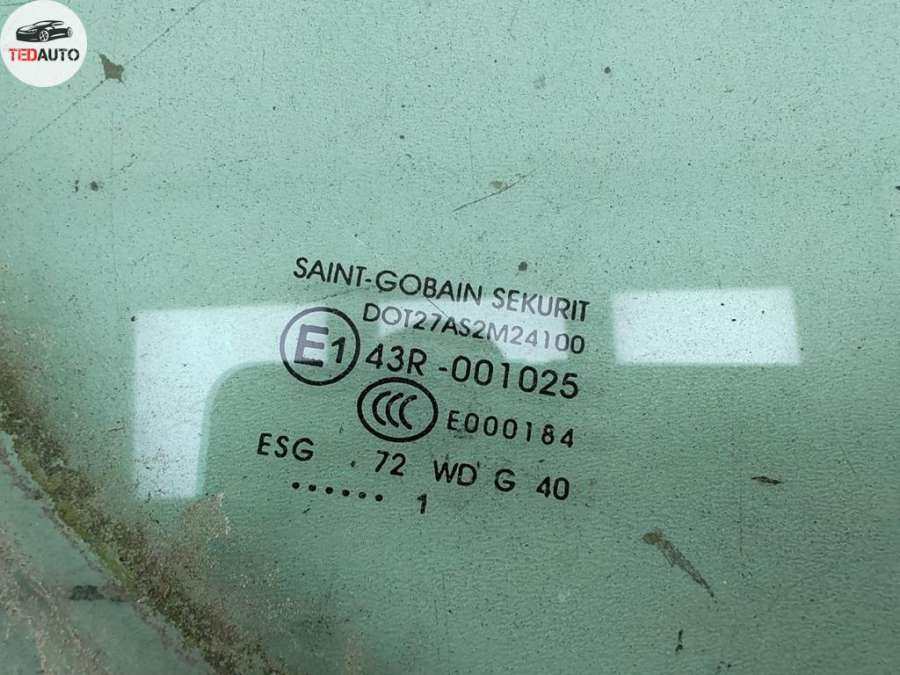 TEDAUTO
SAINT-GOBAIN SEKURIT
DOT27AS2M24100
E1 43R -001025
CCC E000184
ESG . 72 WD G 40
...... 1